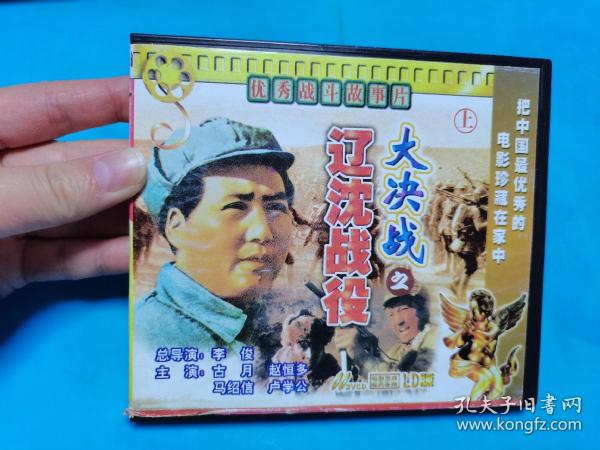 优秀战斗故事片
上
把中国最优秀的
电影珍藏在家中
大决战
之
辽沈战役
总导演：李 俊
主 演：古 月 赵恒多
马绍信 卢学公
VCD
LD
孔夫子旧書网
www.kongfz.com